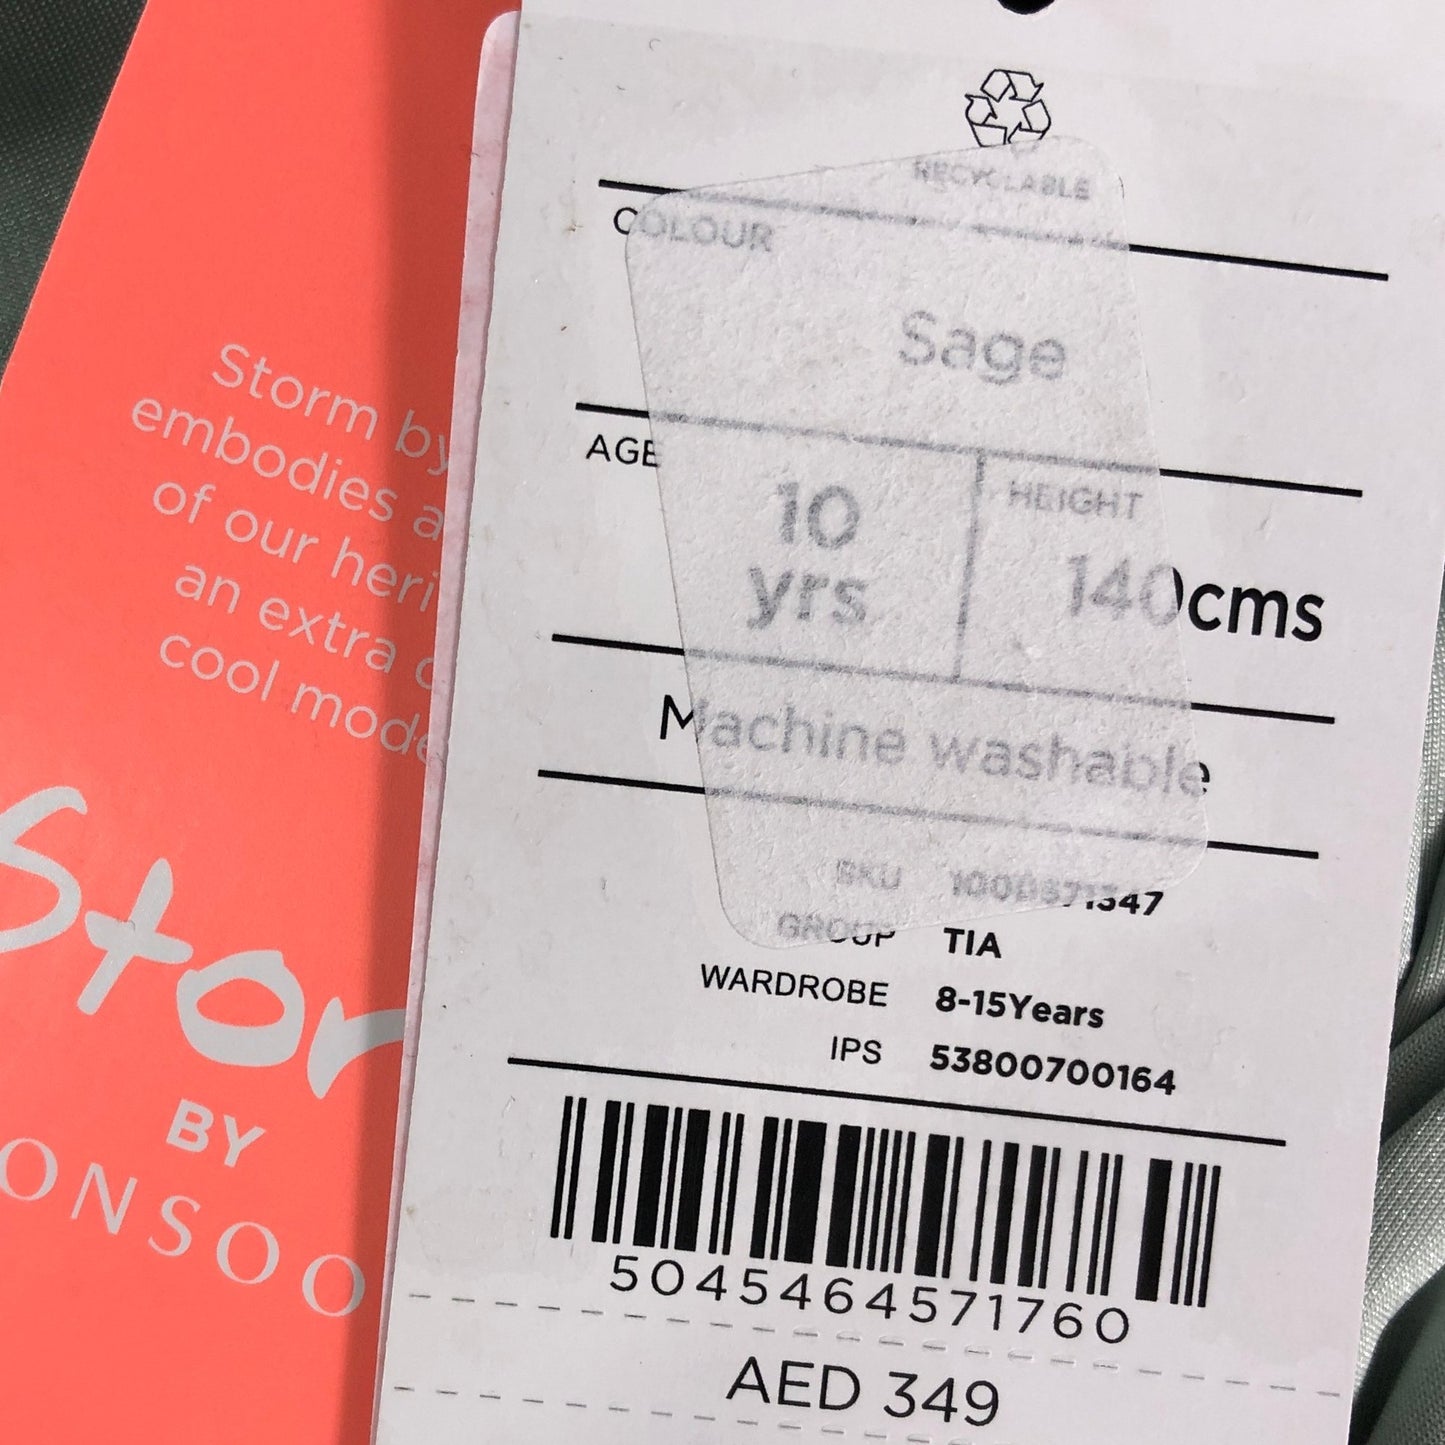 Storm by
embodies a
of our heri
an extra c
cool mode
Stor
BY
ONSOO
RECYCLABLE
COLOUR
Sage
AGE
10
yrs
HEIGHT
140cms
Machine washable
SKU 1000571347
GROUP TIA
WARDROBE 8-15Years
IPS 53800700164
5045464571760
AED 349